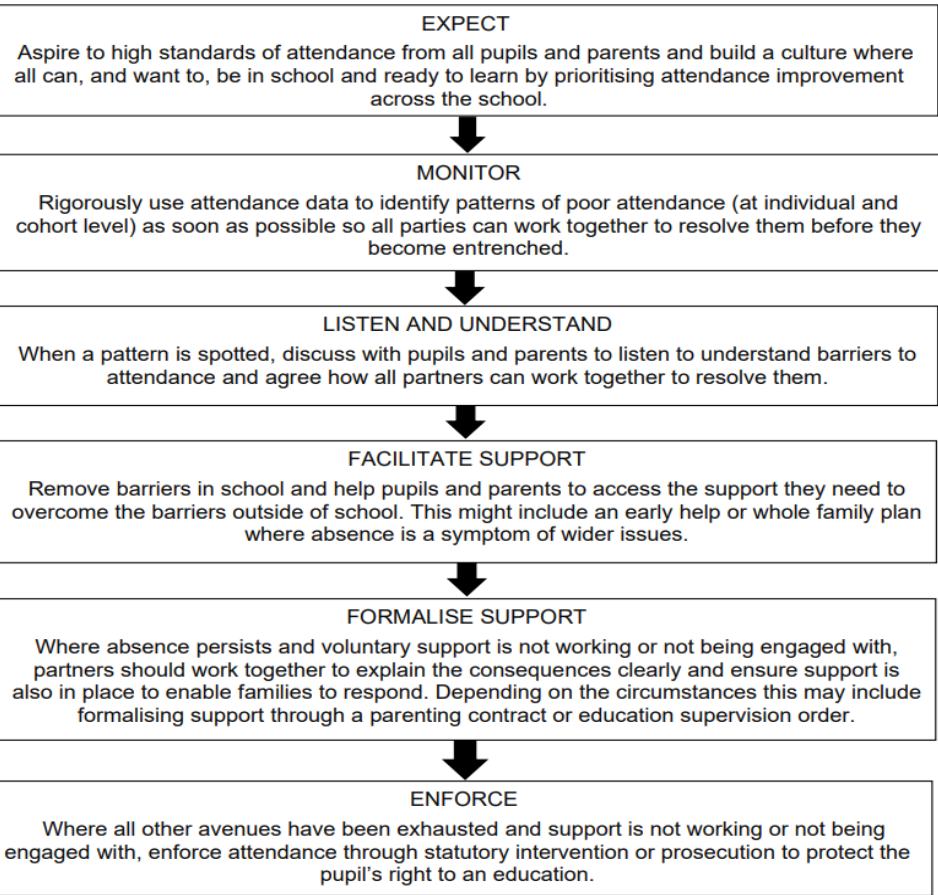 EXPECT
Aspire to high standards of attendance from all pupils and parents and build a culture where
all can, and want to, be in school and ready to learn by prioritising attendance improvement
across the school.
MONITOR
Rigorously use attendance data to identify patterns of poor attendance (at individual and
cohort level) as soon as possible so all parties can work together to resolve them before they
become entrenched.
LISTEN AND UNDERSTAND
When a pattern is spotted, discuss with pupils and parents to listen to understand barriers to
attendance and agree how all partners can work together to resolve them.
FACILITATE SUPPORT
Remove barriers in school and help pupils and parents to access the support they need to
overcome the barriers outside of school. This might include an early help or whole family plan
where absence is a symptom of wider issues.
FORMALISE SUPPORT
Where absence persists and voluntary support is not working or not being engaged with,
partners should work together to explain the consequences clearly and ensure support is
also in place to enable families to respond. Depending on the circumstances this may include
formalising support through a parenting contract or education supervision order.
ENFORCE
Where all other avenues have been exhausted and support is not working or not being
engaged with, enforce attendance through statutory intervention or prosecution to protect the
pupil's right to an education.